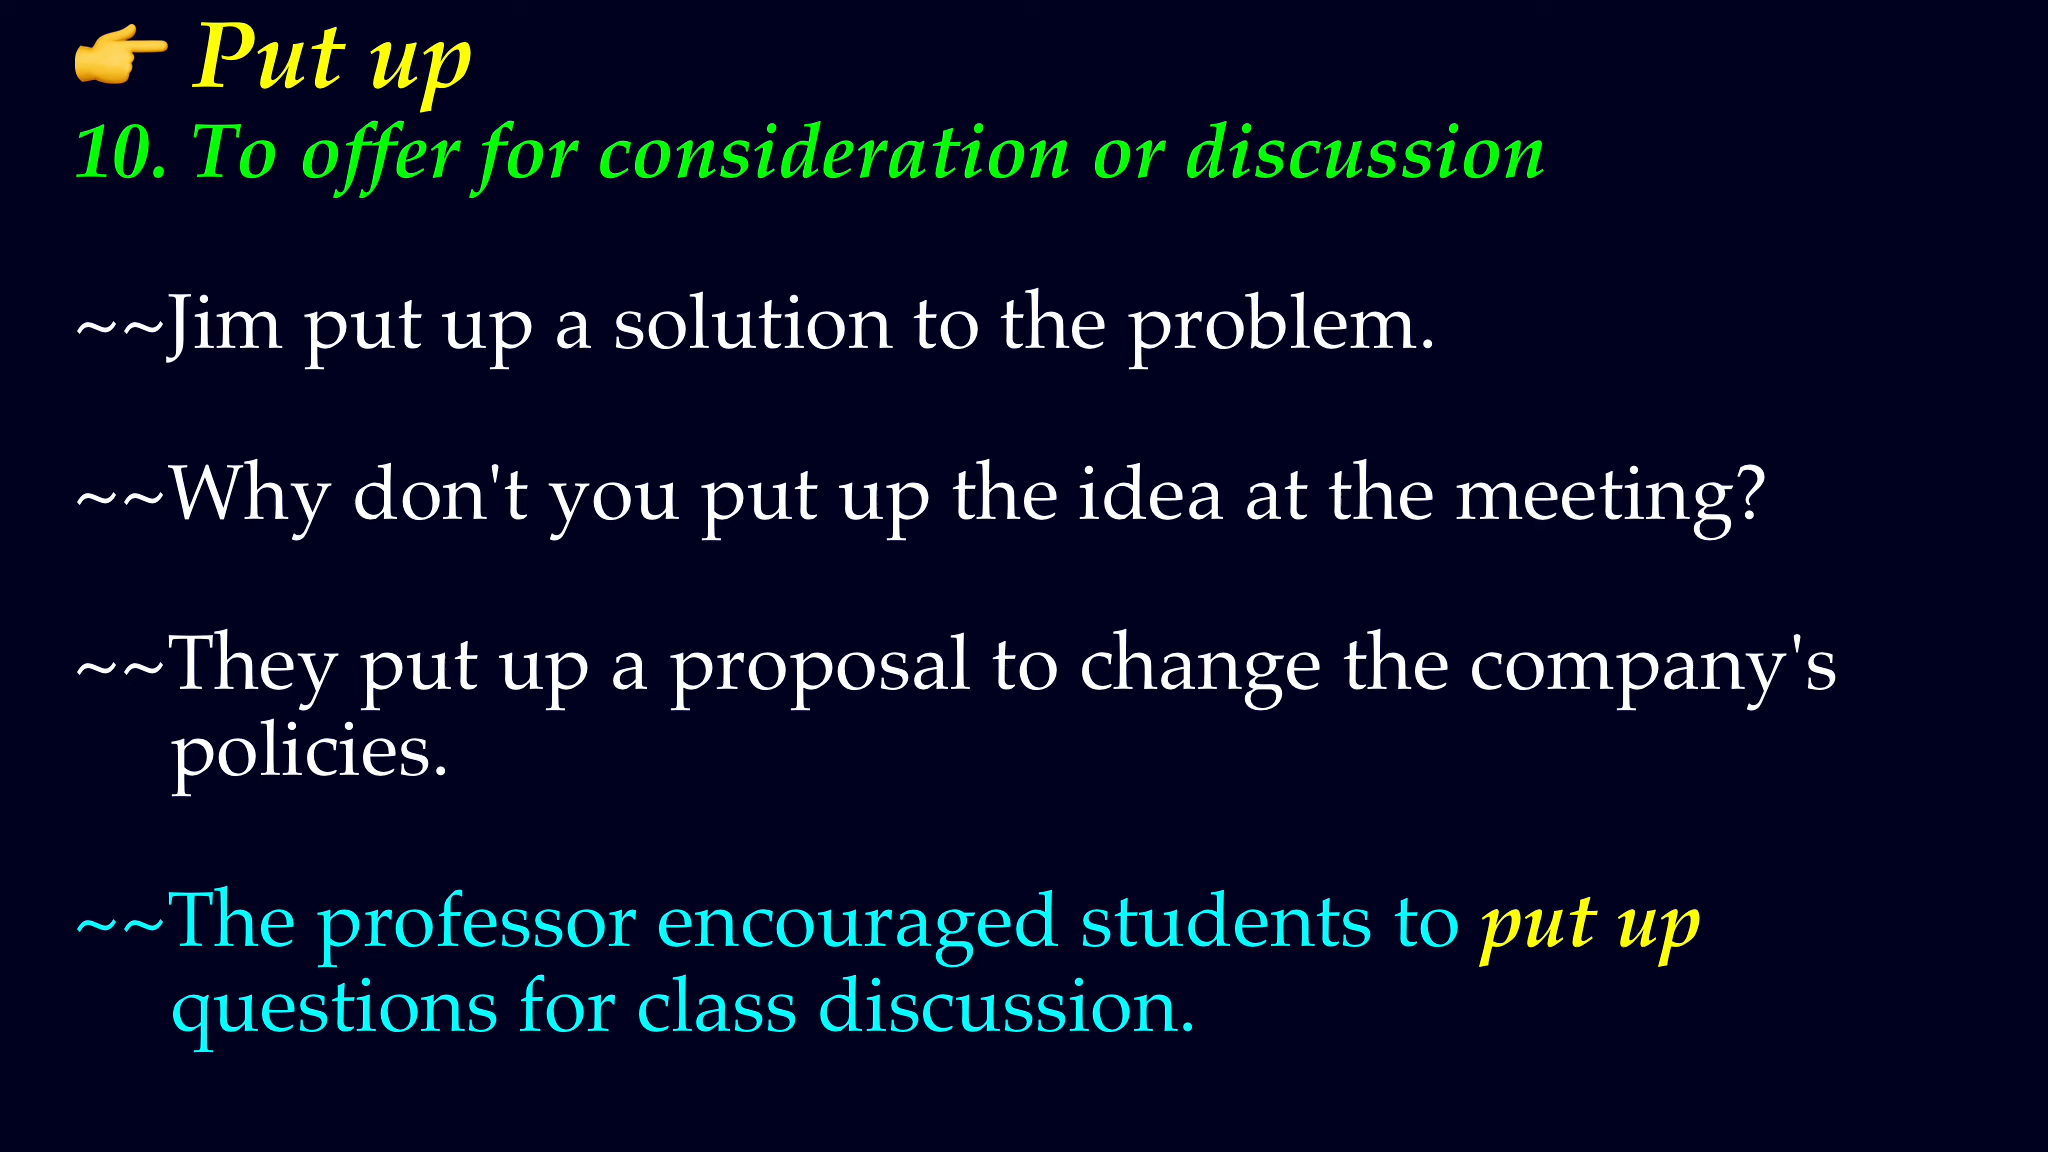 👉 Put up
10. To offer for consideration or discussion
~~Jim put up a solution to the problem.
~~Why don't you put up the idea at the meeting?
~~They put up a proposal to change the company's
policies.
~~The professor encouraged students to put up
questions for class discussion.